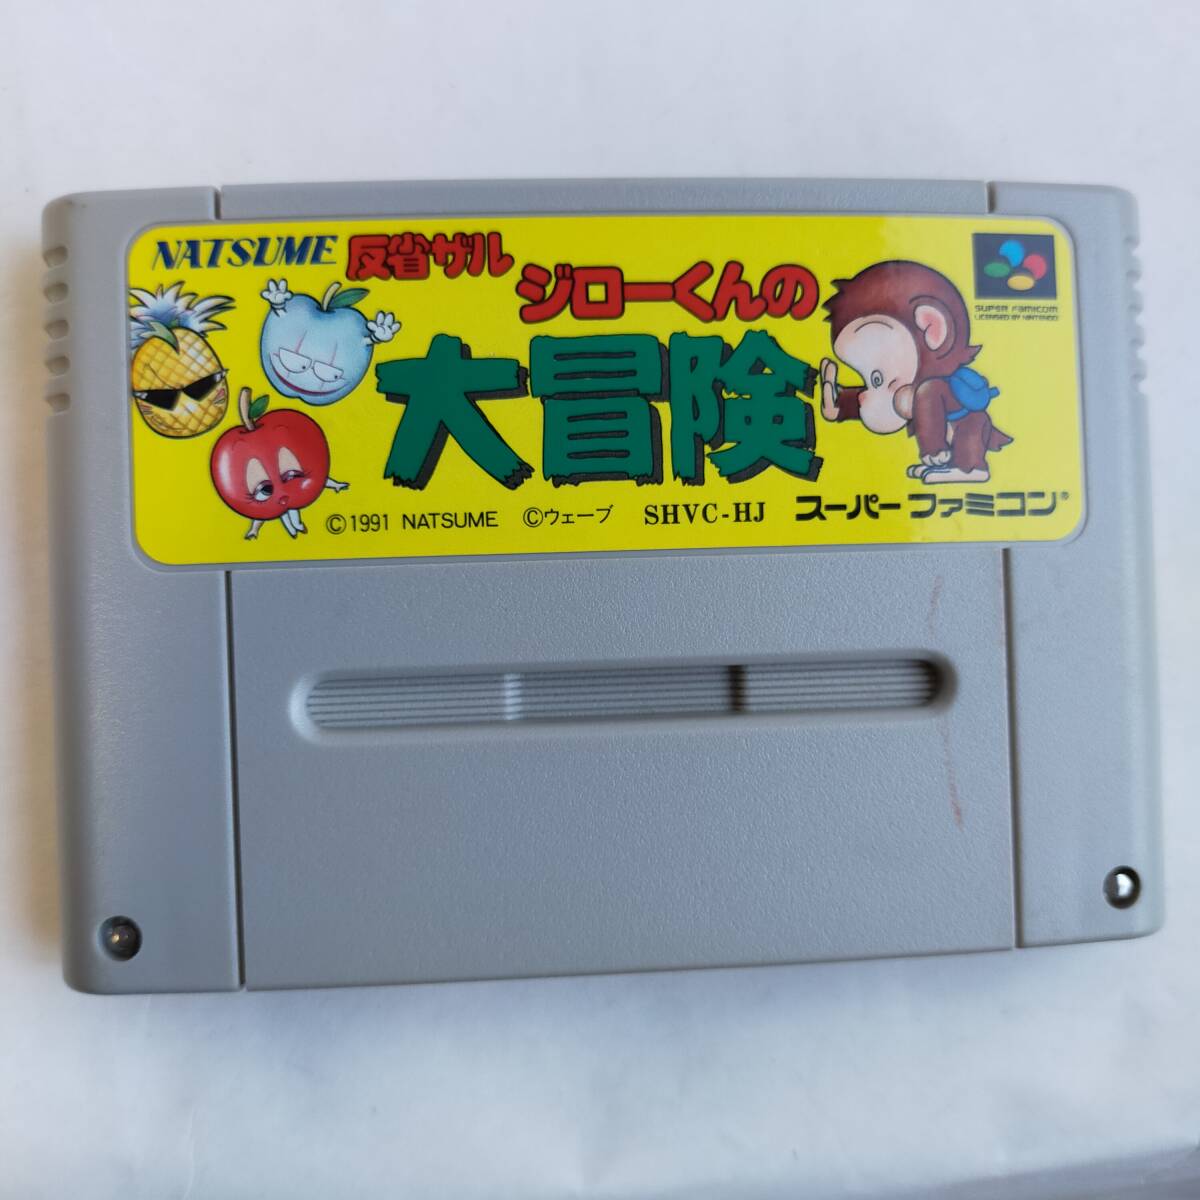 NATSUME
反省ザル
ジローくんの
大冒険
SUPER FAMICOM
LICENSED BY NINTENDO
©1991 NATSUME ©ウェーブ SHVC-HJ スーパーファミコン®